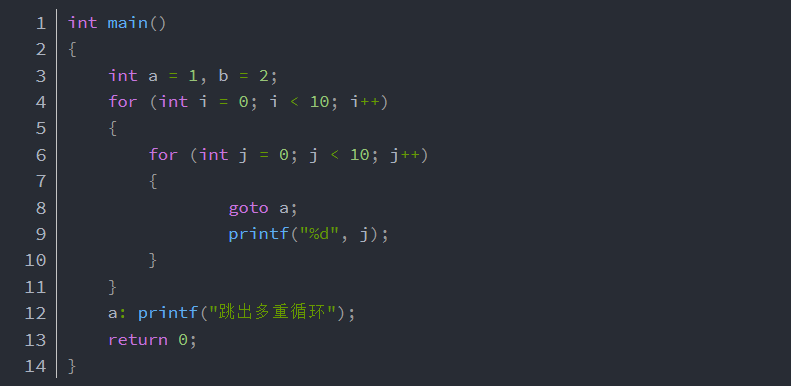 1 int main()
2 {
3     int a = 1, b = 2;
4     for (int i = 0; i < 10; i++)
5     {
6         for (int j = 0; j < 10; j++)
7         {
8                 goto a;
9                 printf("%d", j);
10         }
11     }
12     a: printf("跳出多重循环");
13     return 0;
14 }